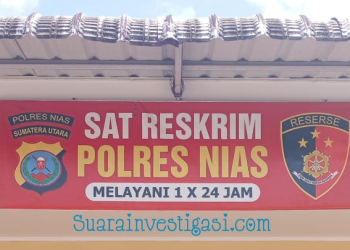 POLRES NIAS
SUMATERA UTARA
SAT RESKRIM
POLRES NIAS
MELAYANI 1 X 24 JAM
RESERSE
Suarainvestigasi.com